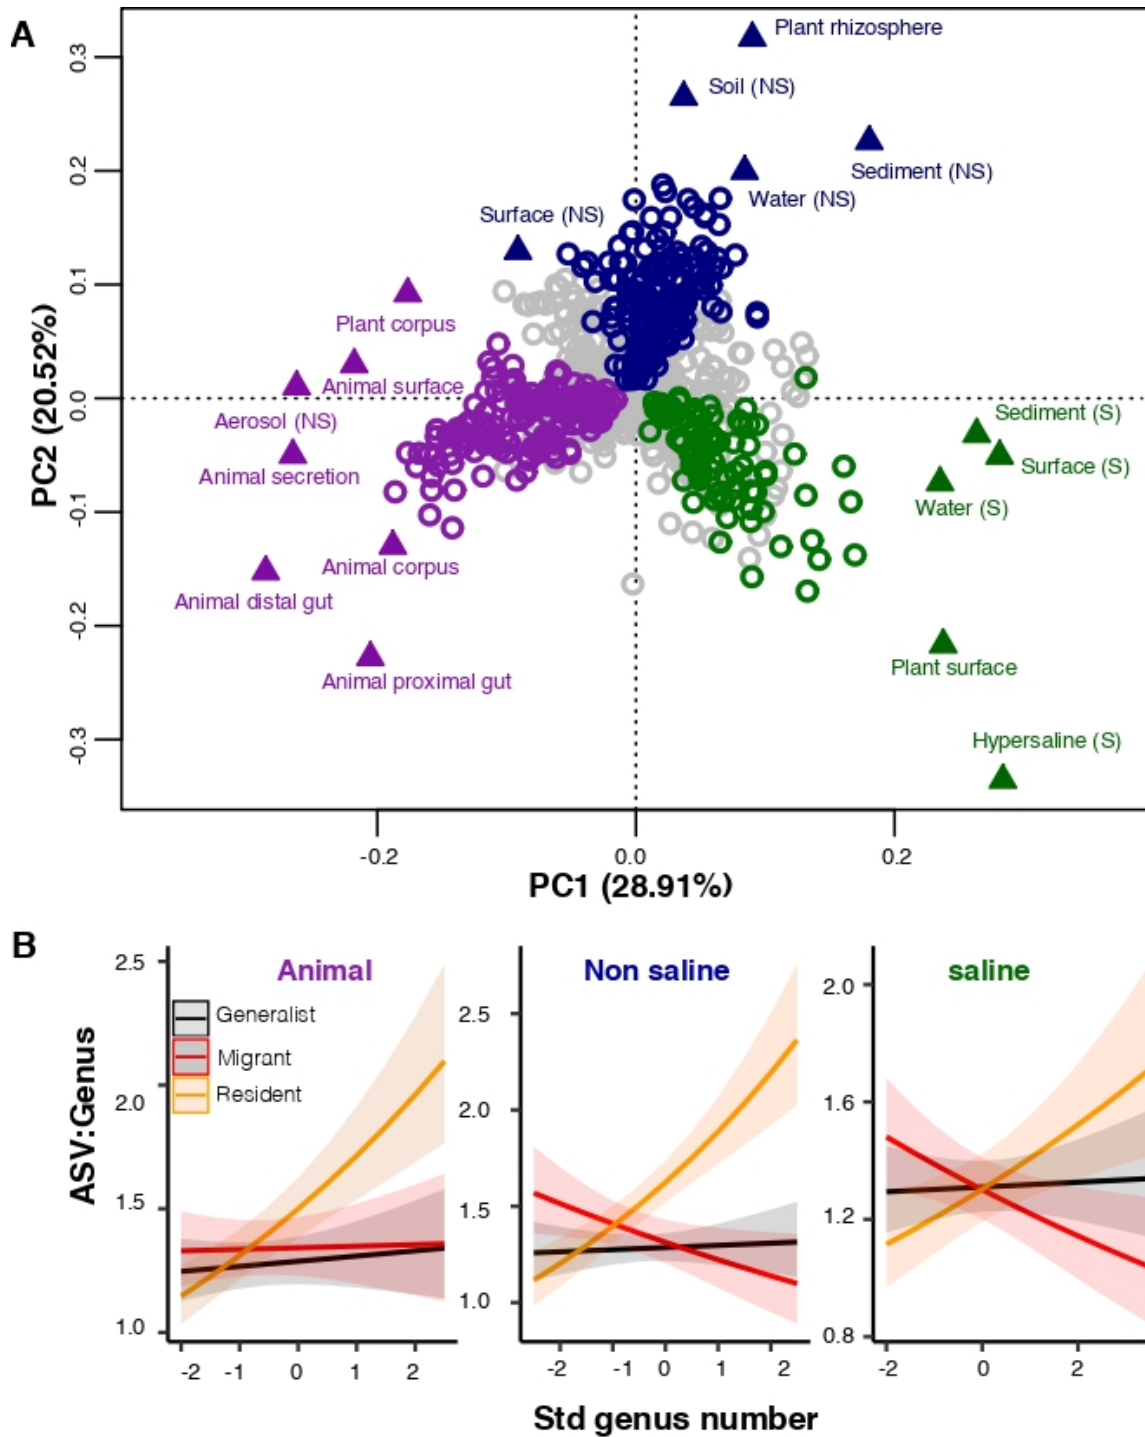 A
Plant rhizosphere
Soil (NS)
Sediment (NS)
Water (NS)
Surface (NS)
Plant corpus
Animal surface
Aerosol (NS)
Animal secretion
Sediment (S)
Surface (S)
Water (S)
Animal corpus
Animal distal gut
Animal proximal gut
Plant surface
Hypersaline (S)
PC2 (20.52%)
0.3
0.2
0.1
0.0
-0.1
-0.2
-0.3
-0.2
0.0
0.2
PC1 (28.91%)
B
ASV:Genus
Animal
Generalist
Migrant
Resident
2.5
2.0
1.5
1.0
-2 -1 0 1 2
Non saline
2.5
2.0
1.5
1.0
-2 -1 0 1 2
saline
2.0
1.6
1.2
0.8
-2 0 2
Std genus number